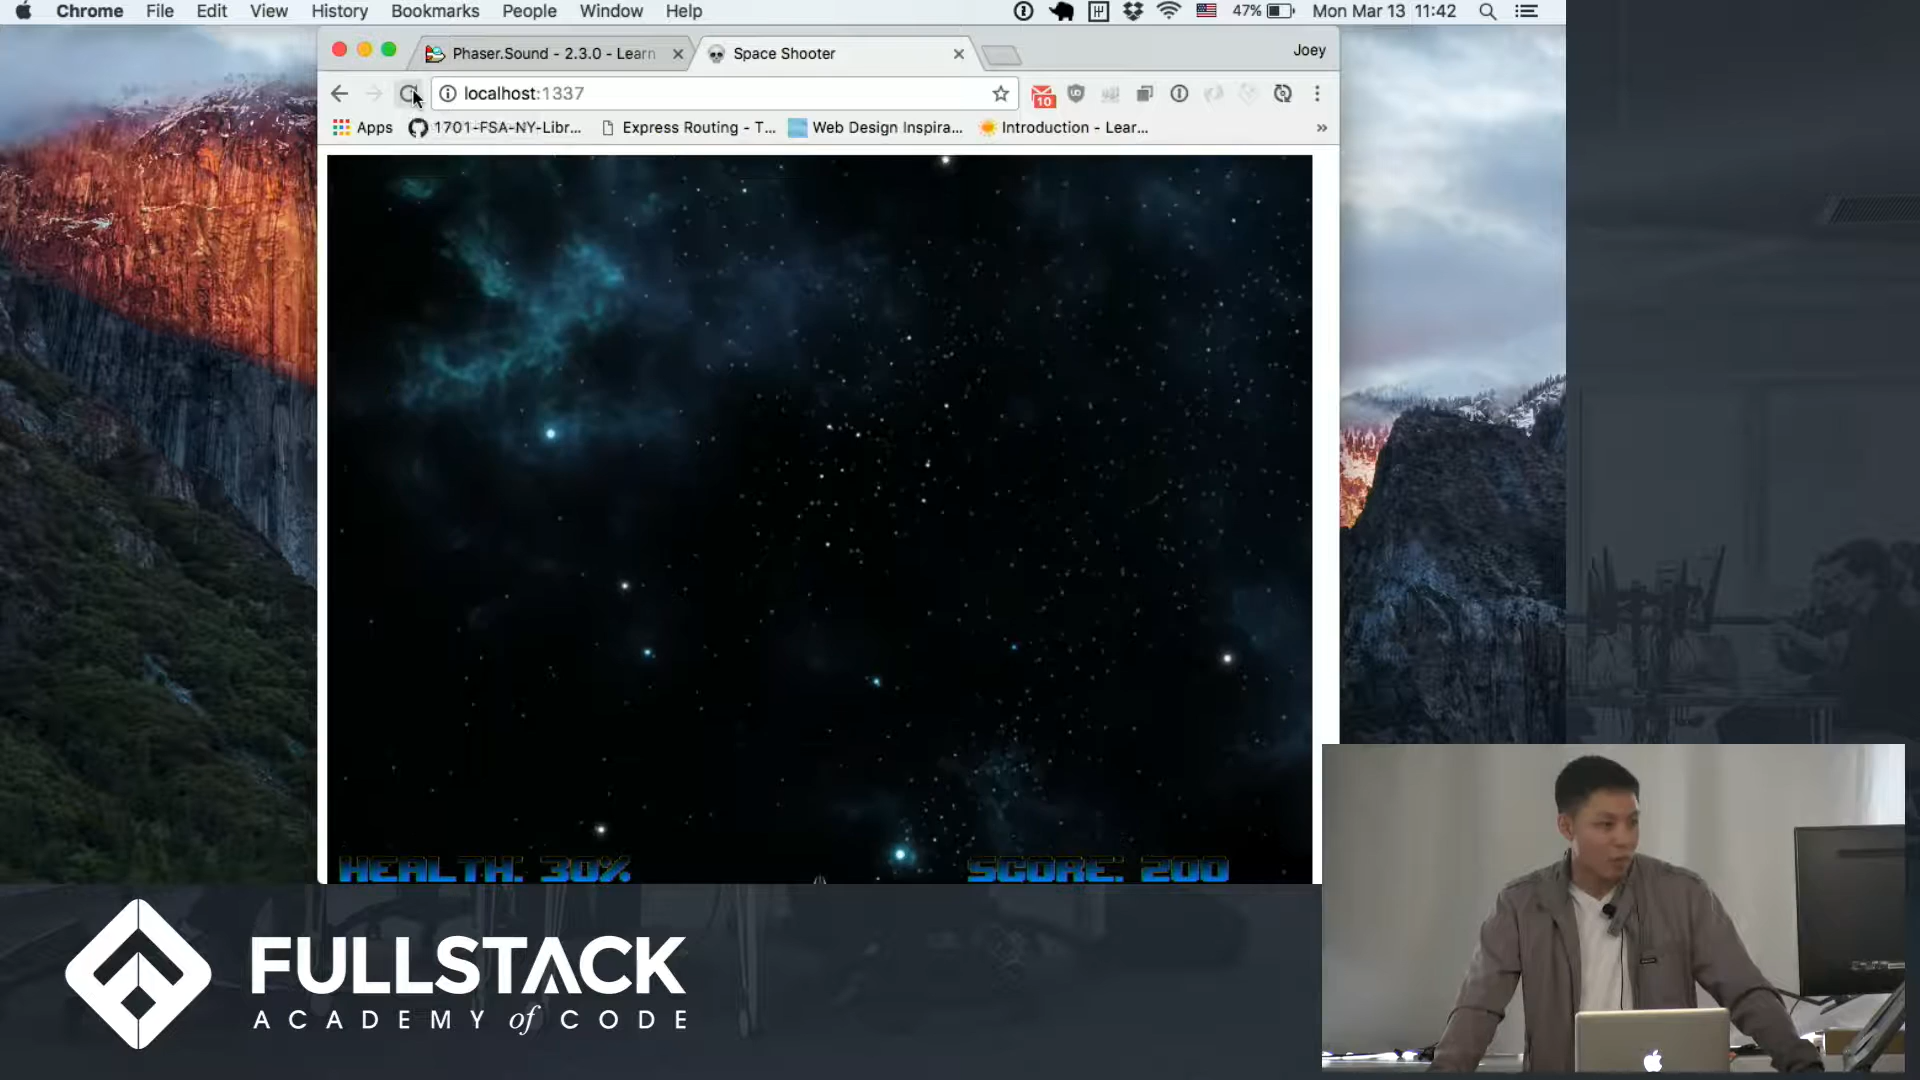 Chrome File Edit View History Bookmarks People Window Help 47% Mon Mar 13 11:42
Phaser.Sound - 2.3.0 - Learn Space Shooter Joey
localhost:1337
10
Apps 1701-FSA-NY-Libr... Express Routing - T... Web Design Inspira... Introduction - Lear... »
HEALTH: 30% SCORE: 200
FULLSTACK
ACADEMY of CODE